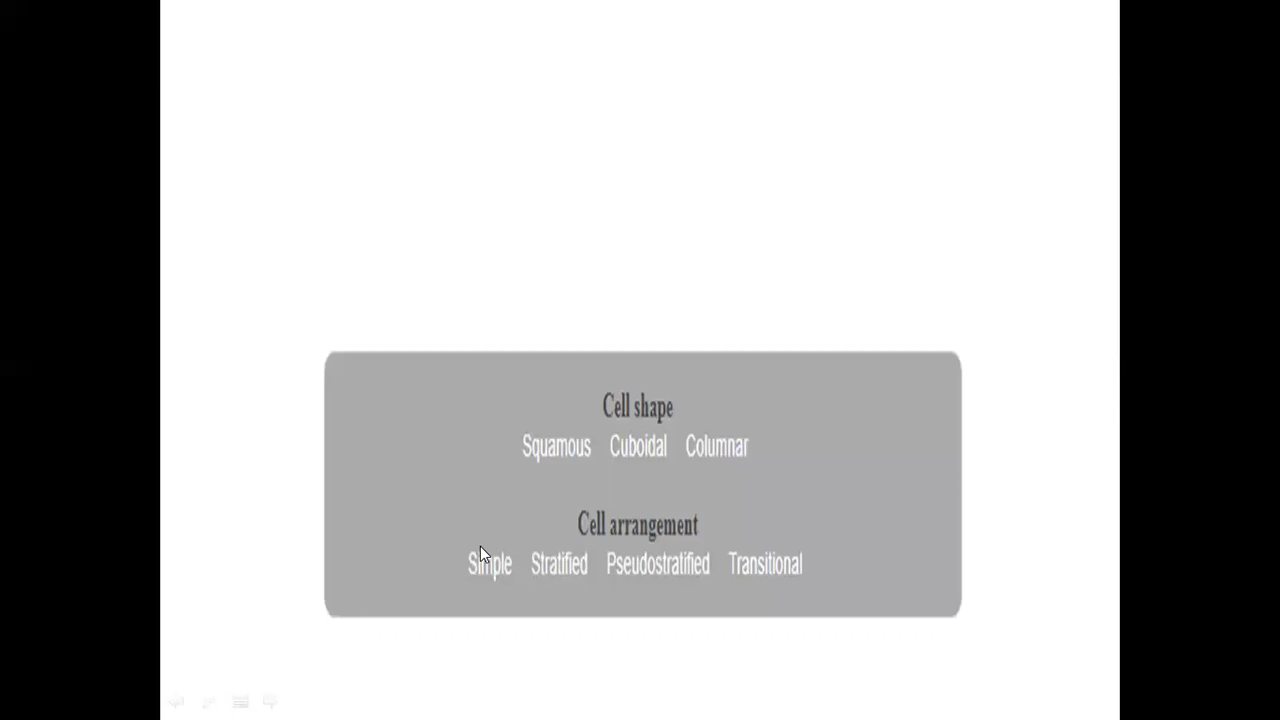 Cell shape
Squamous Cuboidal Columnar
Cell arrangement
Simple Stratified Pseudostratified Transitional